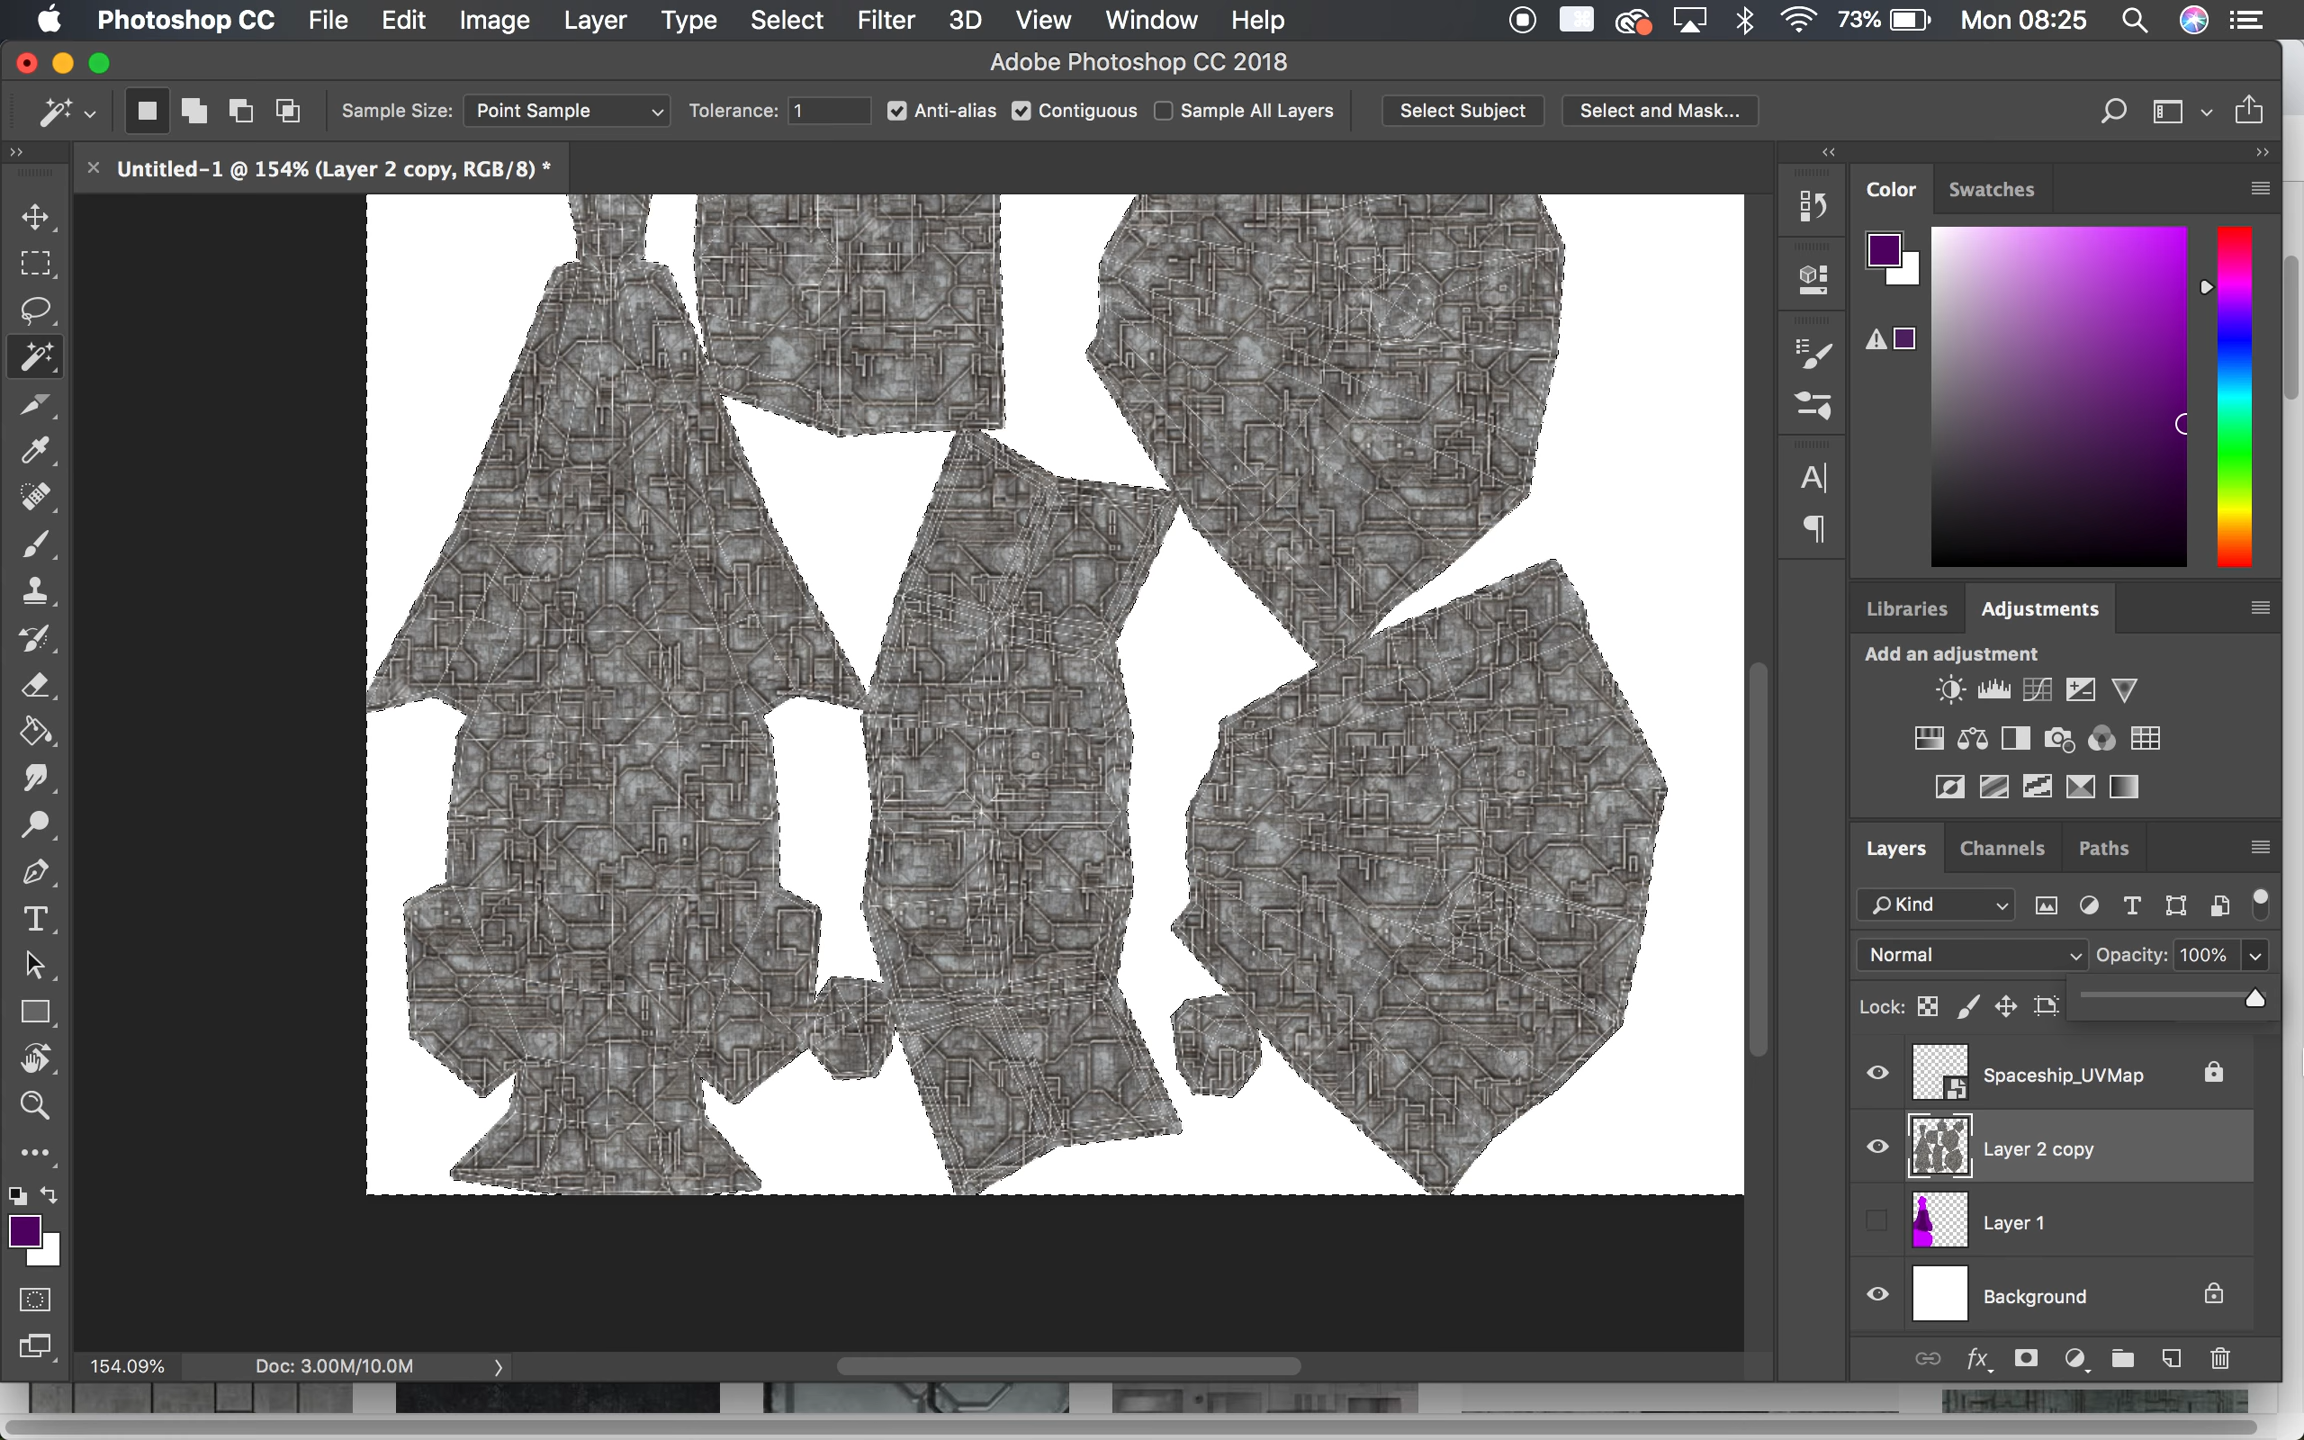 Photoshop CC File Edit Image Layer Type Select Filter 3D View Window Help 73% Mon 08:25
Adobe Photoshop CC 2018
Sample Size: Point Sample Tolerance: 1 Anti-alias Contiguous Sample All Layers Select Subject Select and Mask...
Untitled-1 @ 154% (Layer 2 copy, RGB/8) *
Color Swatches
Libraries Adjustments
Add an adjustment
Layers Channels Paths
Kind
Normal Opacity: 100%
Lock:
Spaceship_UVMap
Layer 2 copy
Layer 1
Background
154.09% Doc: 3.00M/10.0M